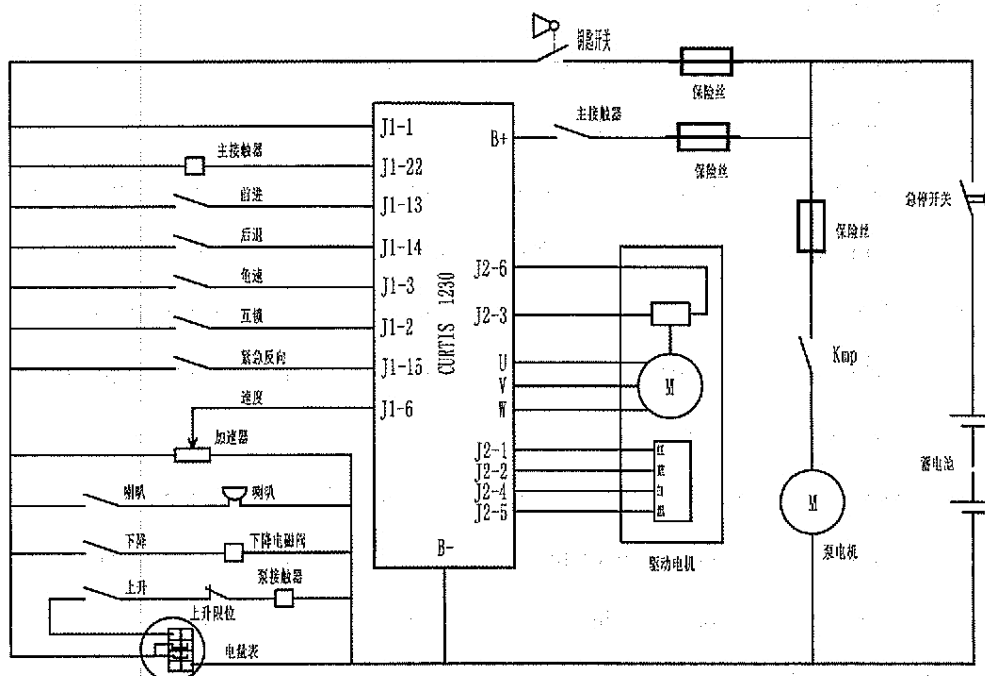 钥匙开关
保险丝
主接触器
B+
保险丝
J1-1
主接触器
J1-22
前进
J1-13
急停开关
保险丝
后退
J1-14
J2-6
龟速
J1-3
CURTIS 1230
J2-3
互锁
J1-2
Kmp
紧急反向
J1-15
U
V
M
W
速度
J1-6
加速器
J2-1
J2-2
J2-4
J2-5
蓄电池
喇叭
喇叭
M
泵电机
下降
下降电磁阀
B-
驱动电机
上升
泵接触器
上升限位
电量表